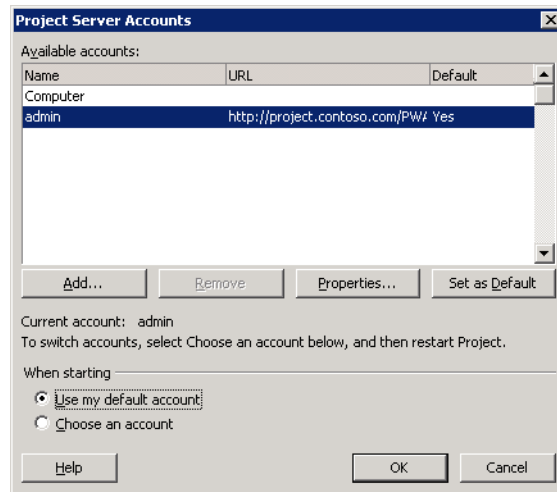 Project Server Accounts
Available accounts:
Name URL Default
Computer
admin http://project.contoso.com/PWA Yes
Add... Remove Properties... Set as Default
Current account: admin
To switch accounts, select Choose an account below, and then restart Project.
When starting
Use my default account
Choose an account
Help OK Cancel